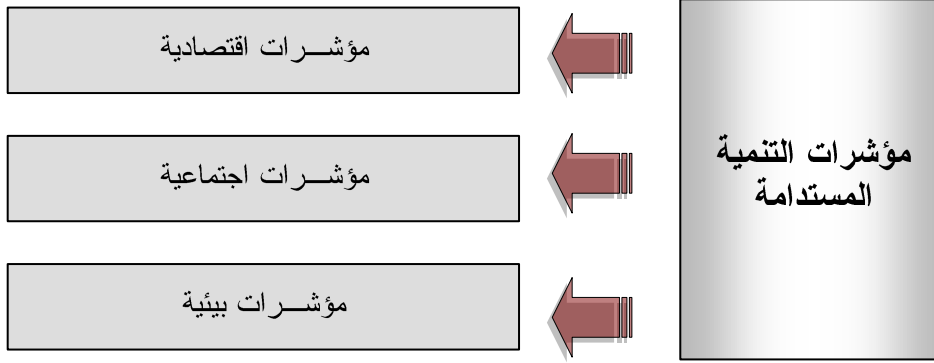 مؤشرات التنمية
المستدامة
مؤشـــرات اقتصادية
مؤشـــرات اجتماعية
مؤشـــرات بيئية